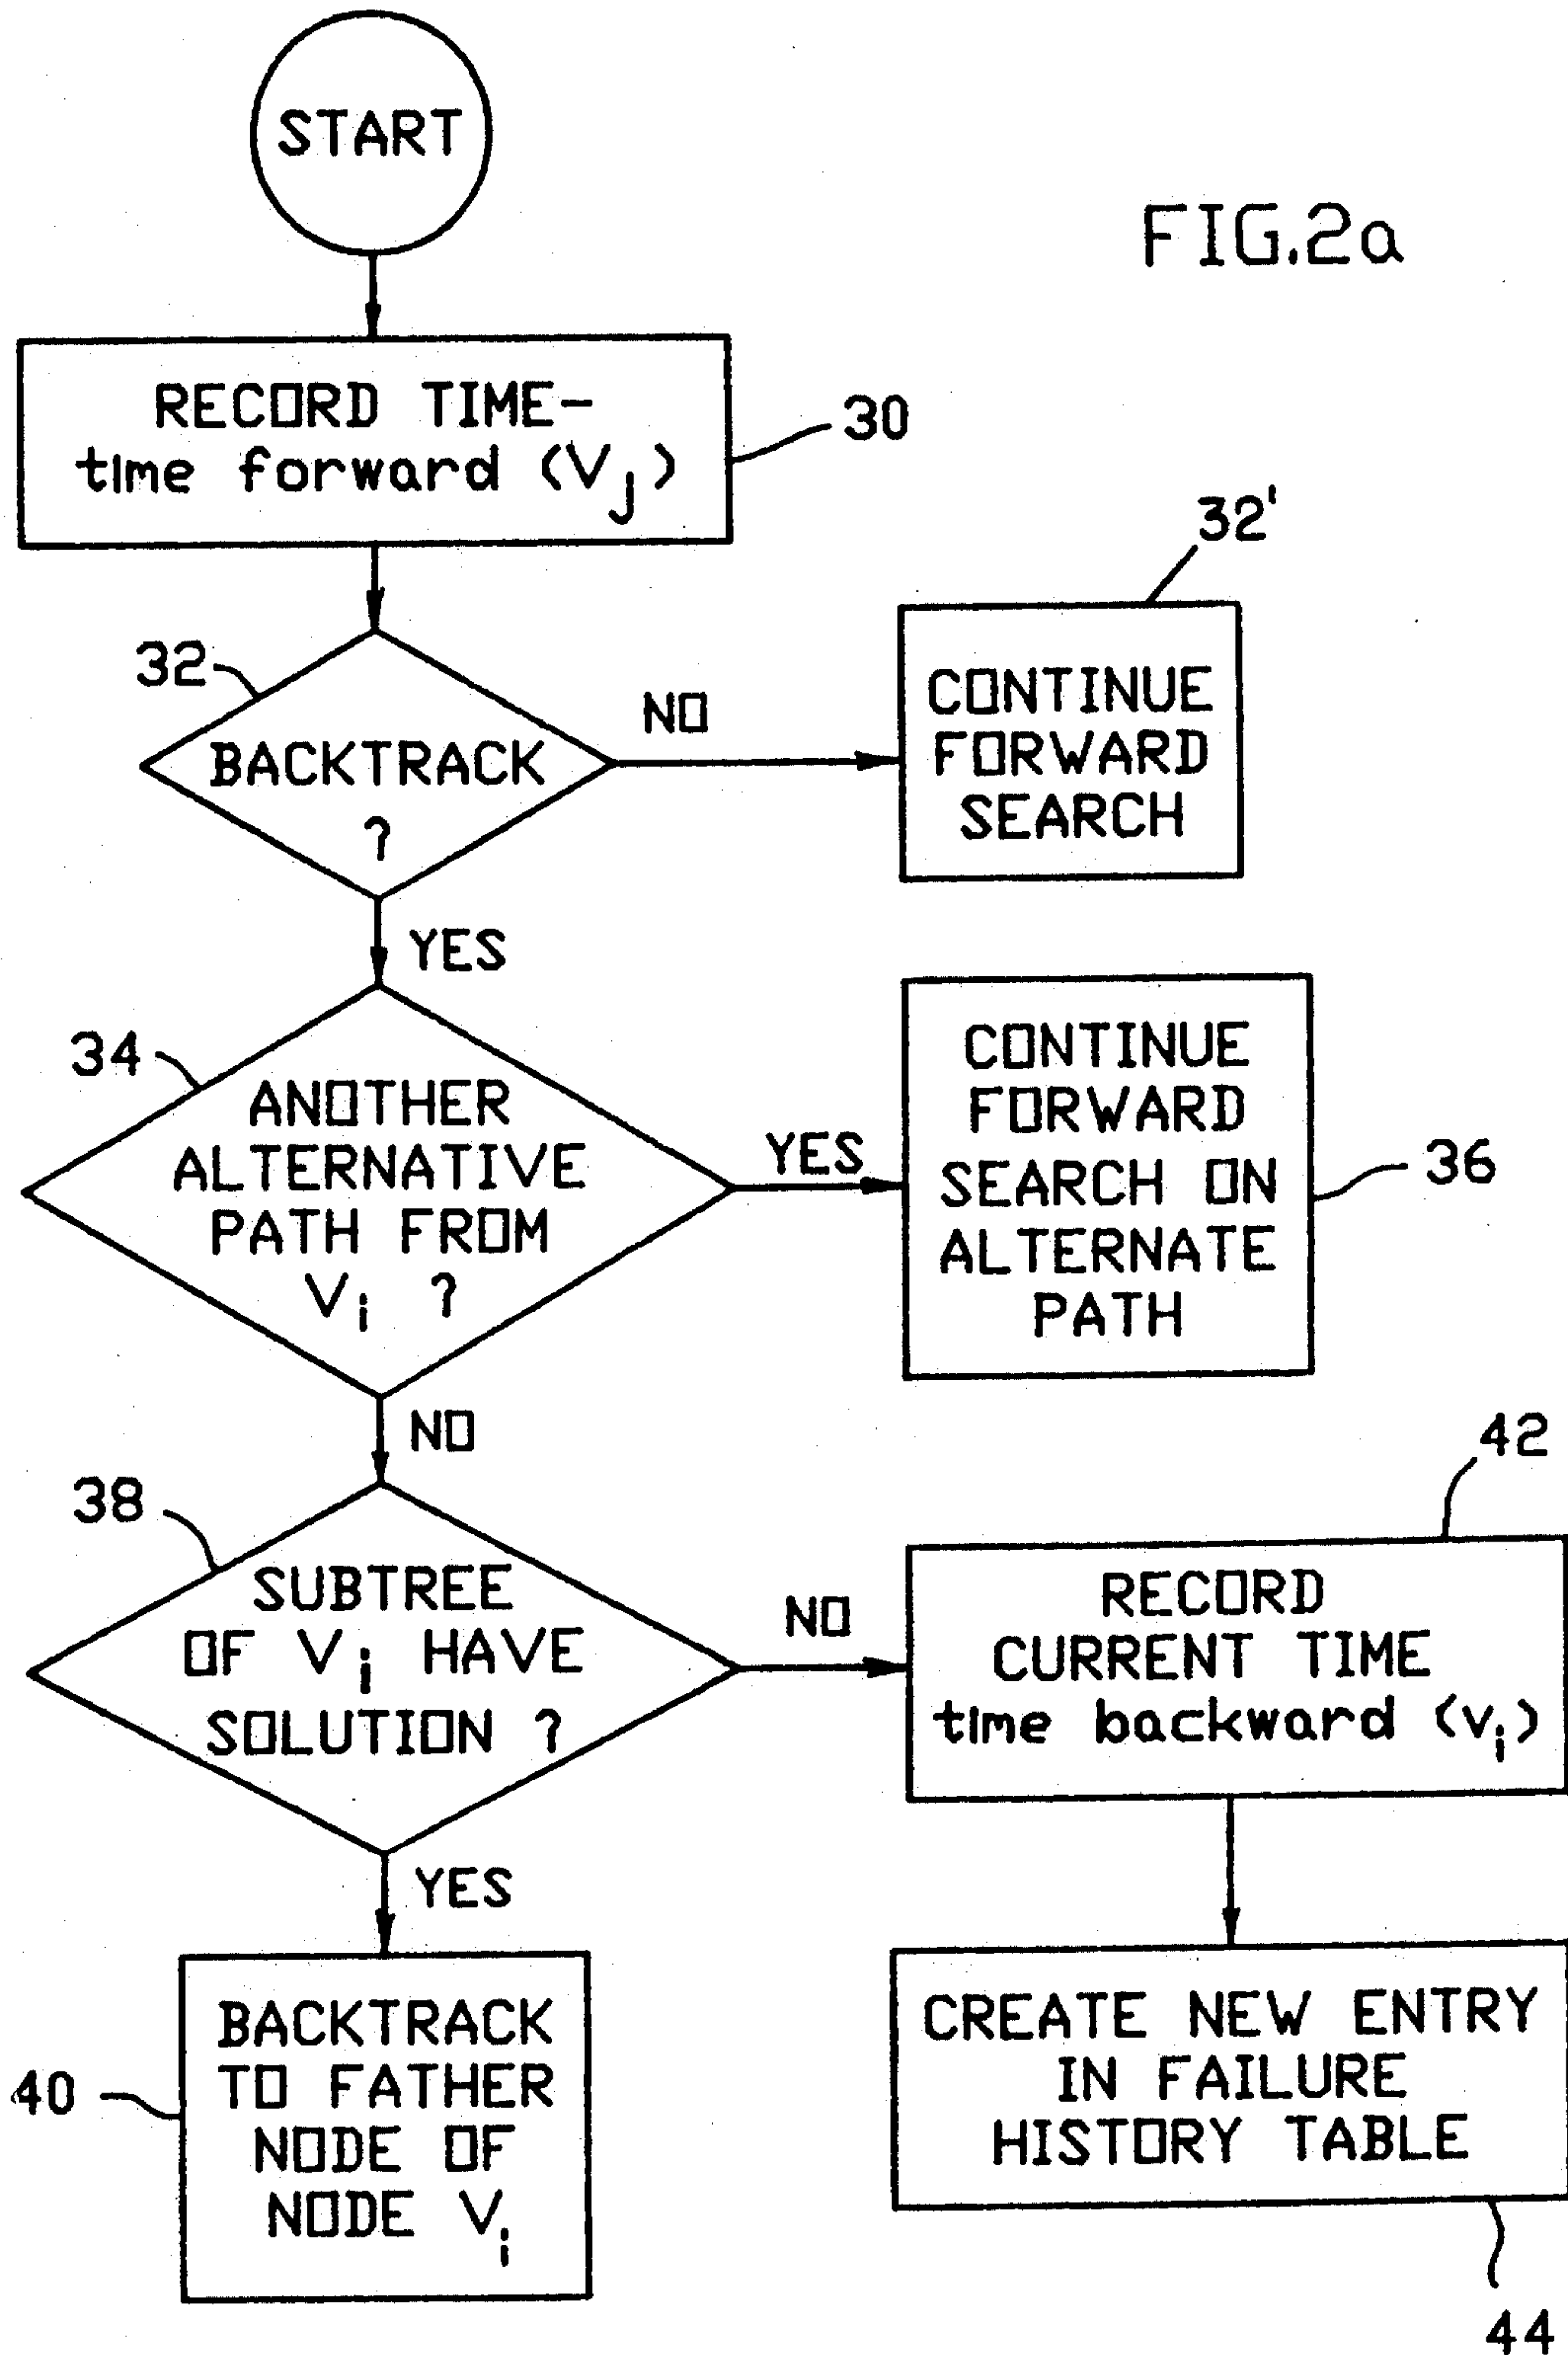 START
FIG.2a
RECORD TIME-
time forward (Vj)
30
32'
32
BACKTRACK
?
NO
CONTINUE
FORWARD
SEARCH
YES
34
ANOTHER
ALTERNATIVE
PATH FROM
Vi ?
YES
CONTINUE
FORWARD
SEARCH ON
ALTERNATE
PATH
36
NO
42
38
SUBTREE
OF Vi HAVE
SOLUTION ?
NO
RECORD
CURRENT TIME
time backward (vi)
YES
40
BACKTRACK
TO FATHER
NODE OF
NODE Vi
CREATE NEW ENTRY
IN FAILURE
HISTORY TABLE
44